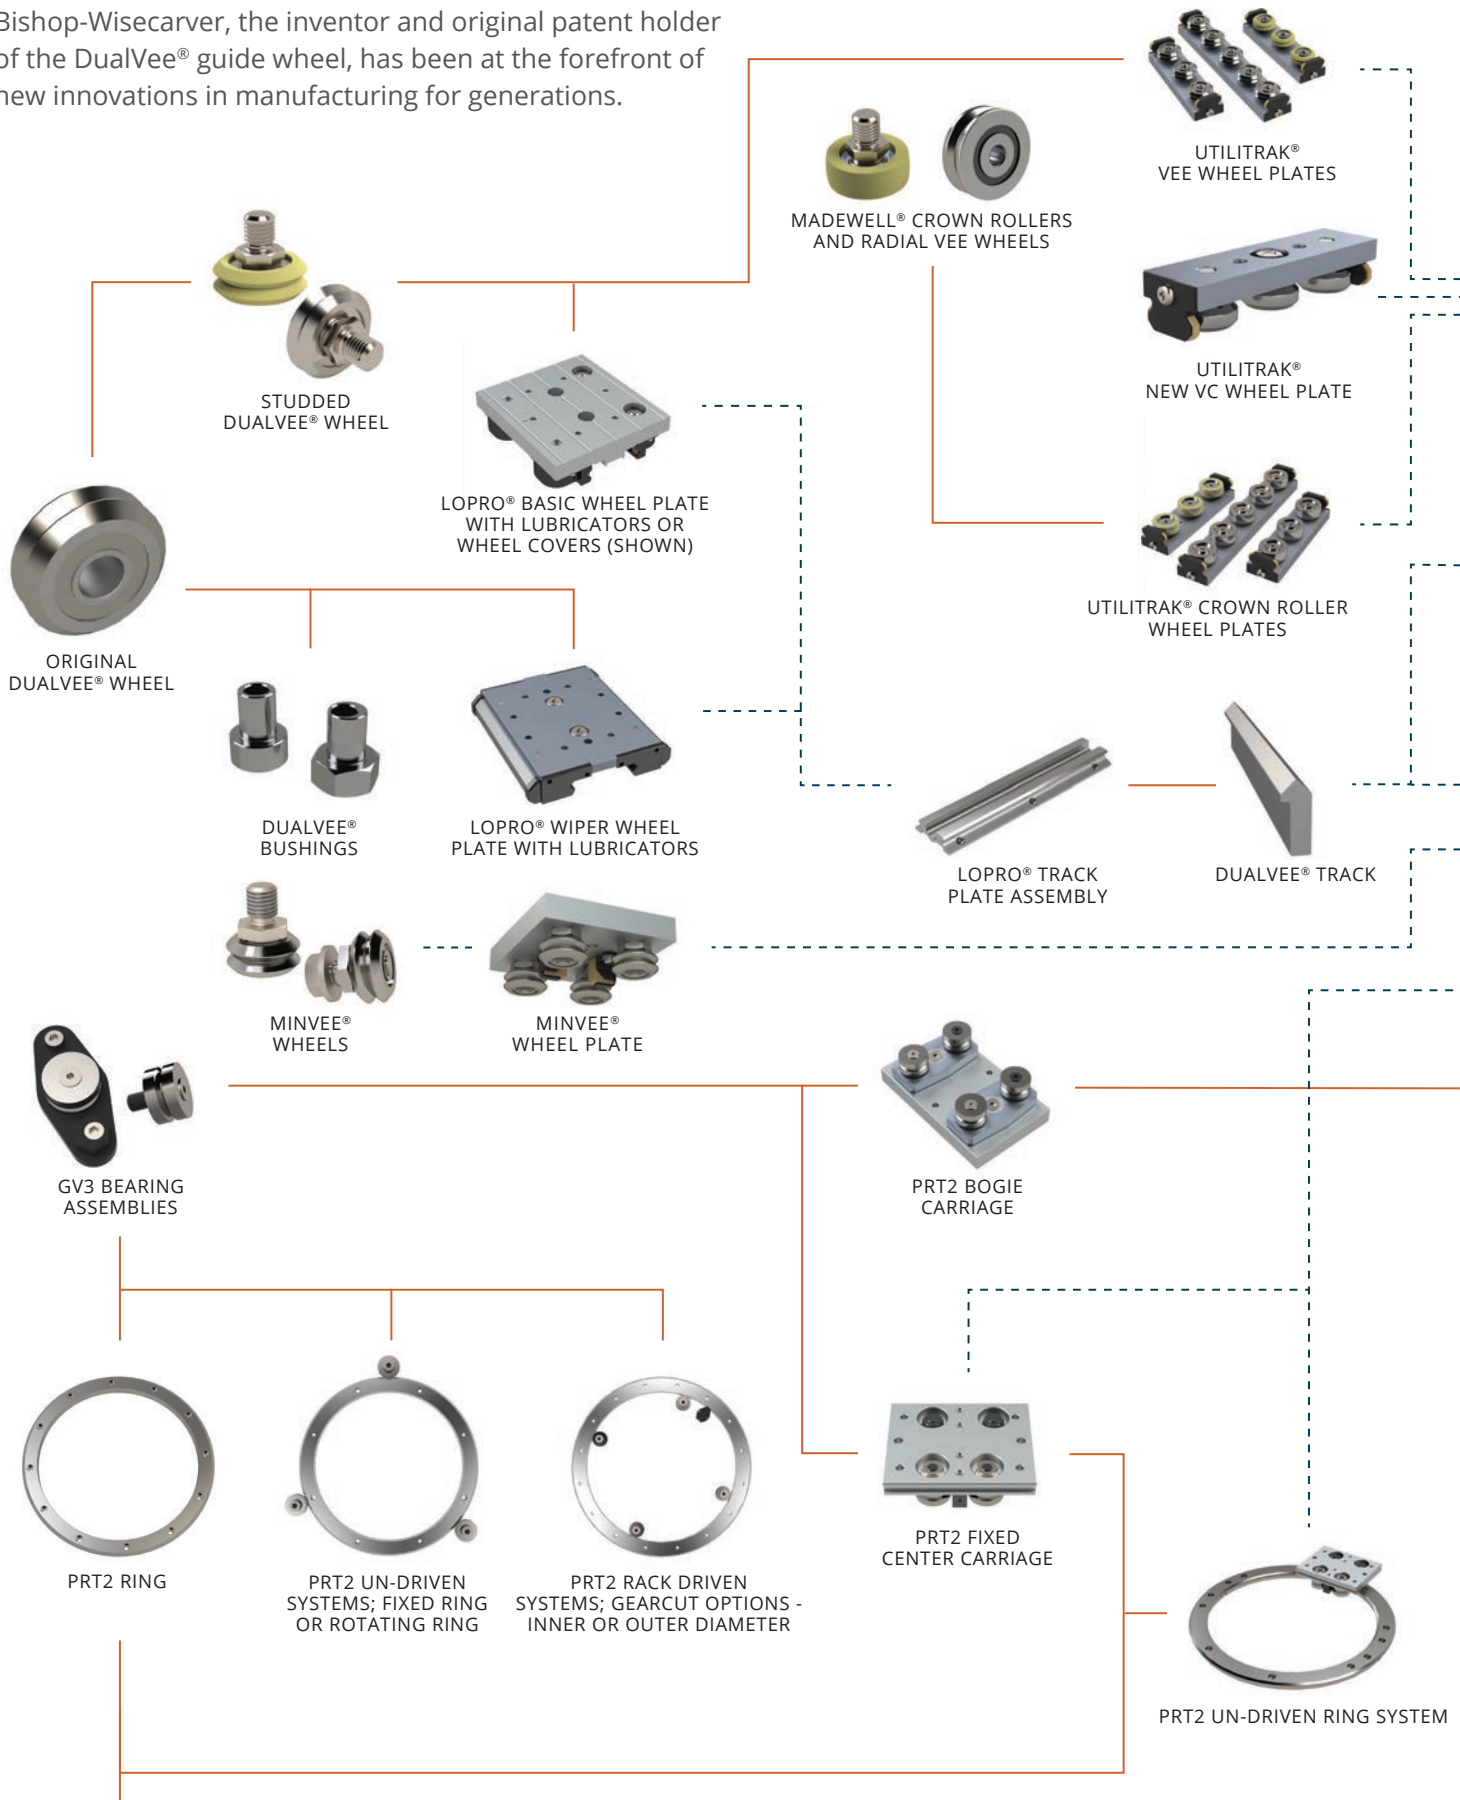 Bishop-Wisecarver, the inventor and original patent holder
of the DualVee® guide wheel, has been at the forefront of
new innovations in manufacturing for generations.
UTILITRAK®
VEE WHEEL PLATES
MADEWELL® CROWN ROLLERS
AND RADIAL VEE WHEELS
UTILITRAK®
NEW VC WHEEL PLATE
STUDDED
DUALVEE® WHEEL
LOPRO® BASIC WHEEL PLATE
WITH LUBRICATORS OR
WHEEL COVERS (SHOWN)
UTILITRAK® CROWN ROLLER
WHEEL PLATES
ORIGINAL
DUALVEE® WHEEL
DUALVEE®
BUSHINGS
LOPRO® WIPER WHEEL
PLATE WITH LUBRICATORS
LOPRO® TRACK
PLATE ASSEMBLY
DUALVEE® TRACK
MINVEE®
WHEELS
MINVEE®
WHEEL PLATE
GV3 BEARING
ASSEMBLIES
PRT2 BOGIE
CARRIAGE
PRT2 RING
PRT2 UN-DRIVEN
SYSTEMS; FIXED RING
OR ROTATING RING
PRT2 RACK DRIVEN
SYSTEMS; GEARCUT OPTIONS -
INNER OR OUTER DIAMETER
PRT2 FIXED
CENTER CARRIAGE
PRT2 UN-DRIVEN RING SYSTEM